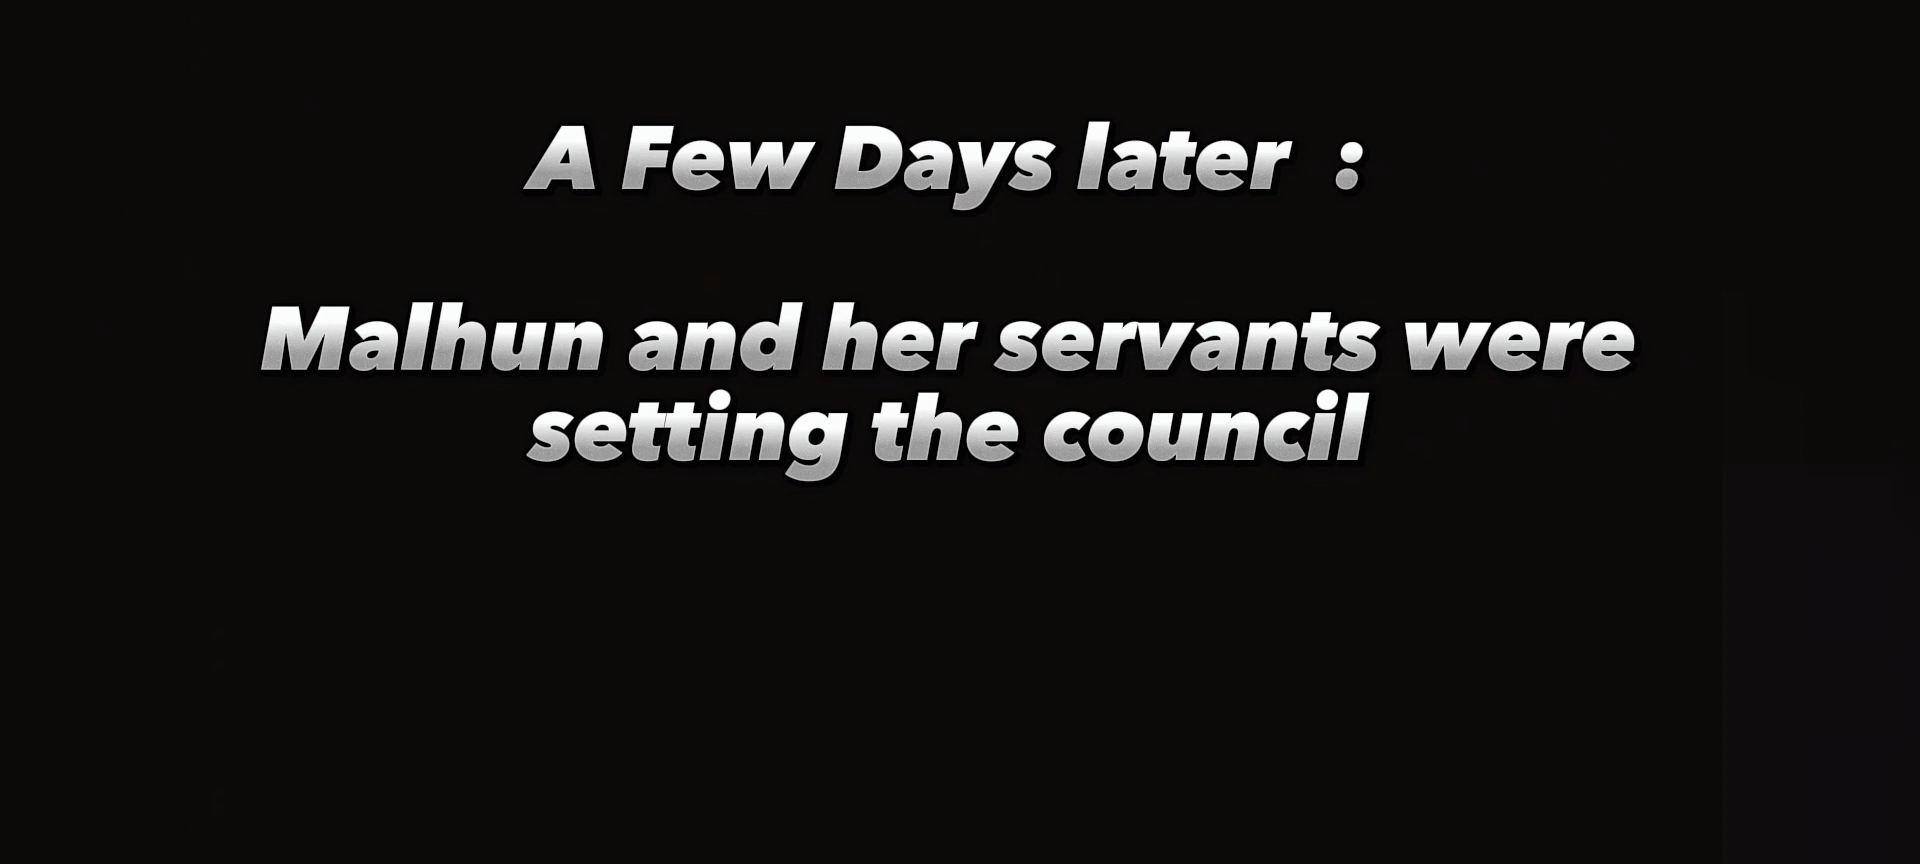 A Few Days later :
Malhun and her servants were
setting the council